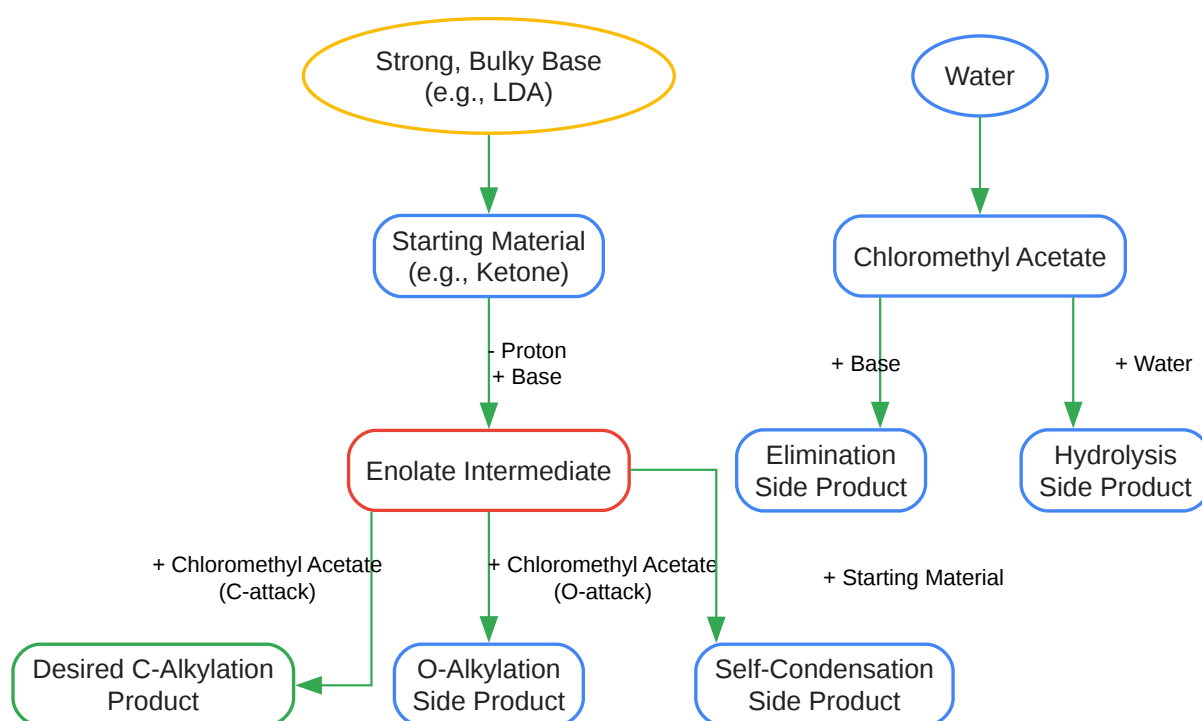 Strong, Bulky Base
(e.g., LDA)
Water
Starting Material
(e.g., Ketone)
Chloromethyl Acetate
- Proton
+ Base
+ Base
+ Water
Enolate Intermediate
Elimination
Side Product
Hydrolysis
Side Product
+ Chloromethyl Acetate
(C-attack)
+ Chloromethyl Acetate
(O-attack)
+ Starting Material
Desired C-Alkylation
Product
O-Alkylation
Side Product
Self-Condensation
Side Product